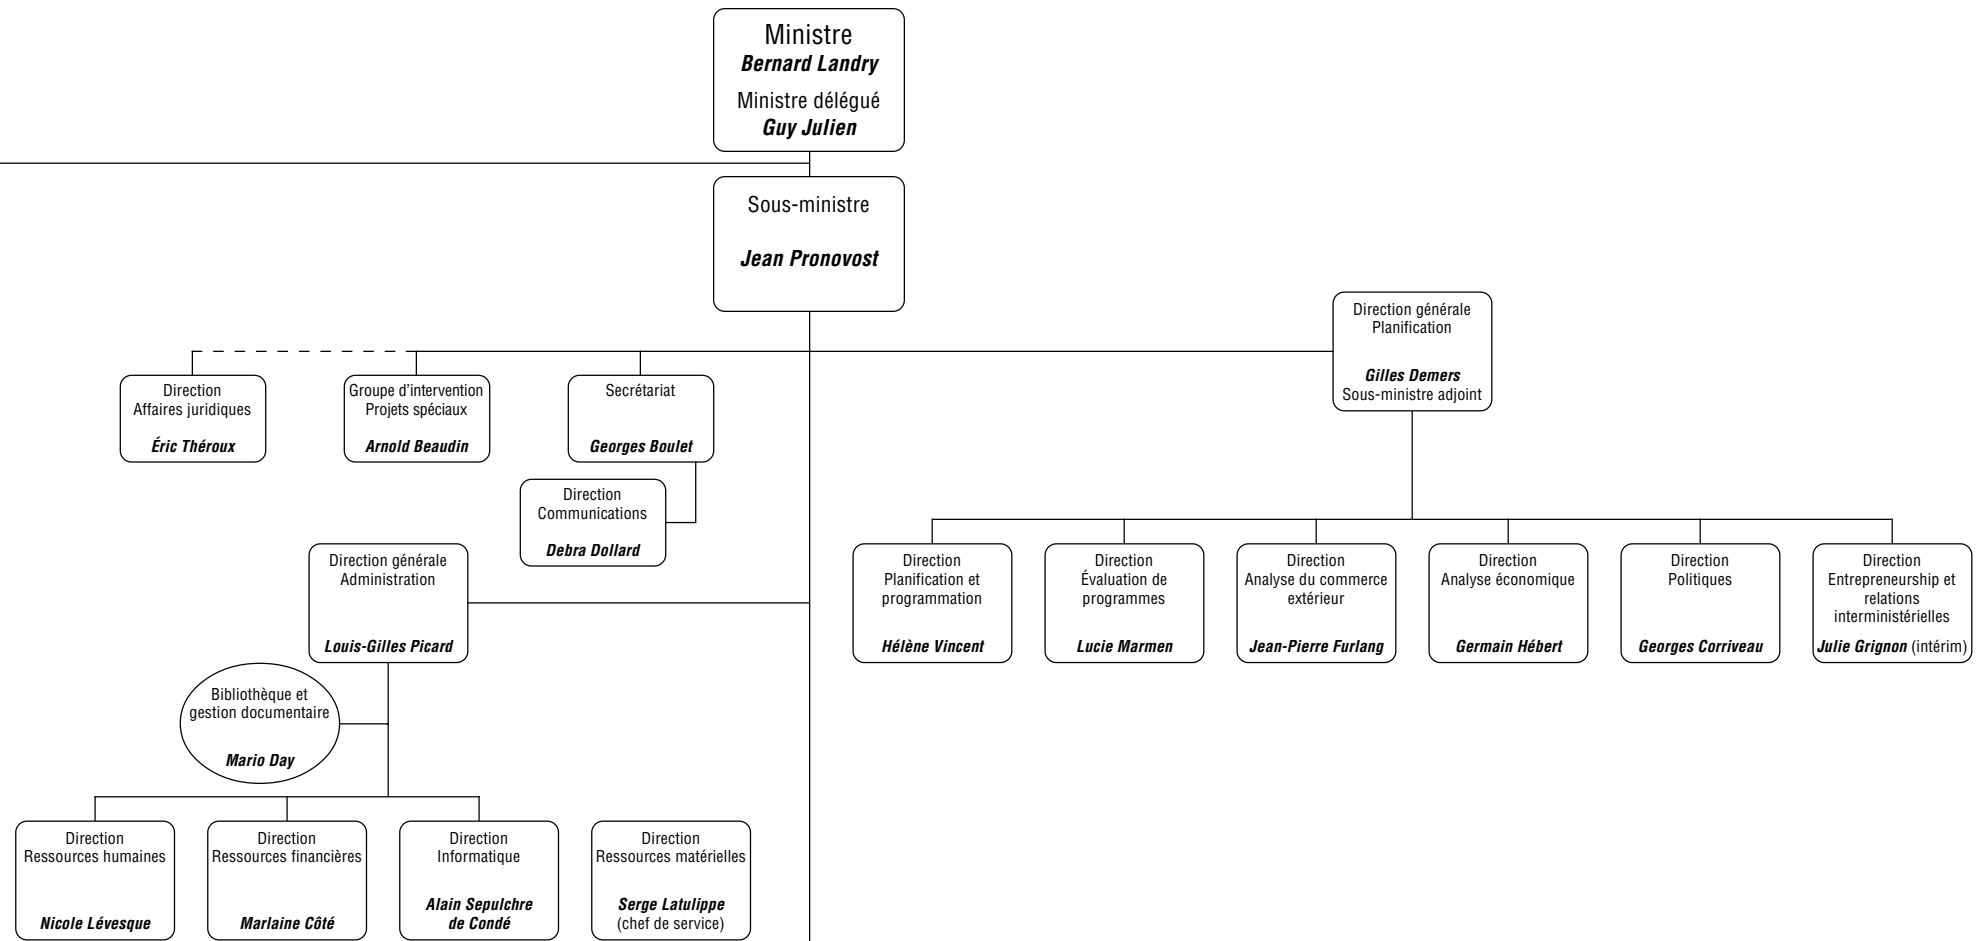 Ministre
Bernard Landry
Ministre délégué
Guy Julien
Sous-ministre
Jean Pronovost
Direction générale
Planification
Gilles Demers
Sous-ministre adjoint
Direction
Affaires juridiques
Éric Théroux
Groupe d'intervention
Projets spéciaux
Arnold Beaudin
Secrétariat
Georges Boulet
Direction
Communications
Debra Dollard
Direction générale
Administration
Louis-Gilles Picard
Direction
Planification et
programmation
Hélène Vincent
Direction
Évaluation de
programmes
Lucie Marmen
Direction
Analyse du commerce
extérieur
Jean-Pierre Furlang
Direction
Analyse économique
Germain Hébert
Direction
Politiques
Georges Corriveau
Direction
Entrepreneurship et
relations
interministérielles
Julie Grignon (intérim)
Bibliothèque et
gestion documentaire
Mario Day
Direction
Ressources humaines
Nicole Lévesque
Direction
Ressources financières
Marlaine Côté
Direction
Informatique
Alain Sepulchre
de Condé
Direction
Ressources matérielles
Serge Latulippe
(chef de service)